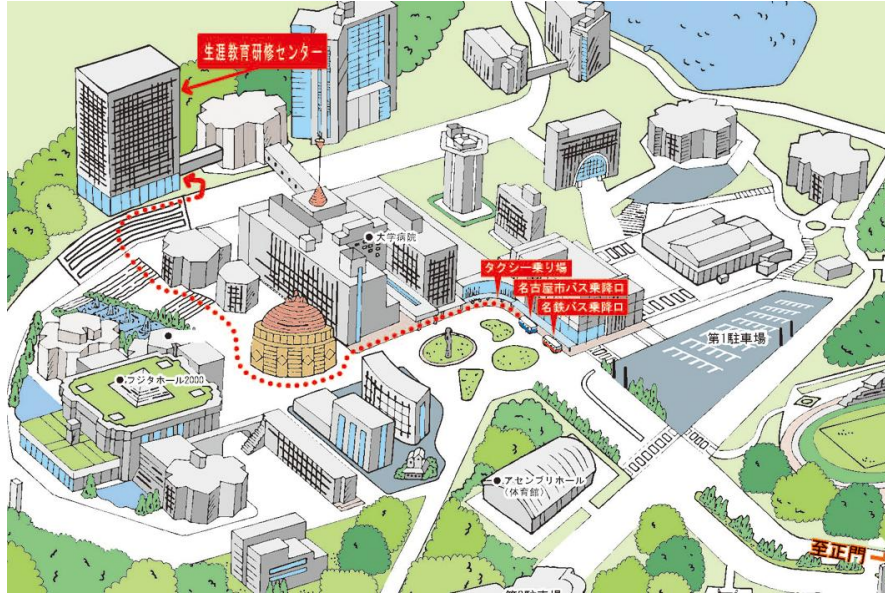 生涯教育研修センター
大学病院
タクシー乗り場
名古屋市バス乗降口
名鉄バス乗降口
第1駐車場
フジタホール2000
アセンブリホール
(体育館)
至正門